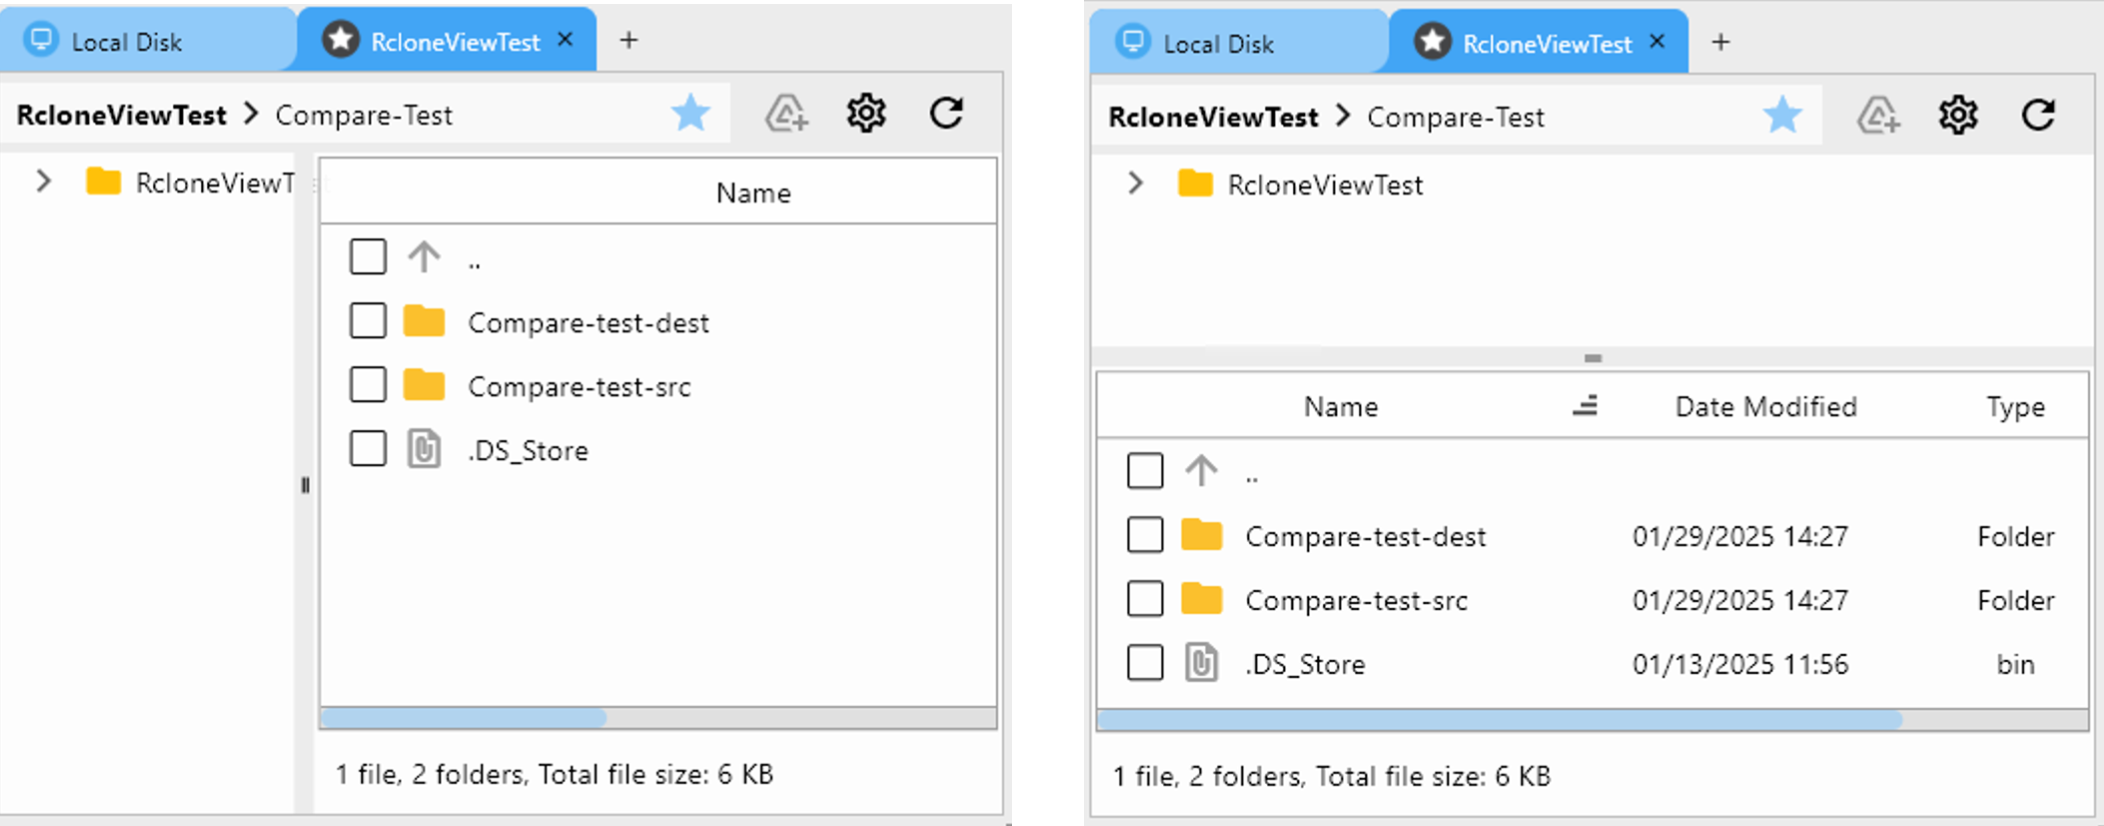 Local Disk
RcloneViewTest × +
RcloneViewTest > Compare-Test
RcloneViewT
Name
..
Compare-test-dest
Compare-test-src
.DS_Store
1 file, 2 folders, Total file size: 6 KB
Local Disk
RcloneViewTest × +
RcloneViewTest > Compare-Test
RcloneViewTest
Name Date Modified Type
..
Compare-test-dest 01/29/2025 14:27 Folder
Compare-test-src 01/29/2025 14:27 Folder
.DS_Store 01/13/2025 11:56 bin
1 file, 2 folders, Total file size: 6 KB